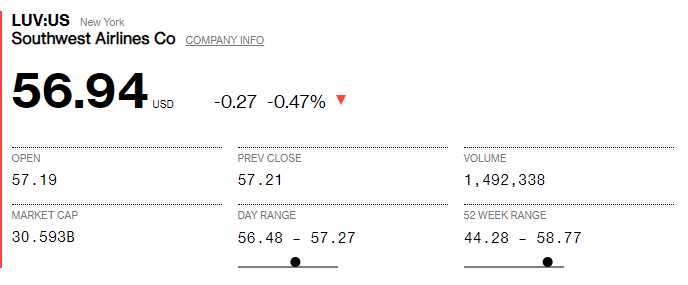 LUV:US New York
Southwest Airlines Co COMPANY INFO
56.94 USD -0.27 -0.47% ▼
OPEN PREV CLOSE VOLUME
57.19 57.21 1,492,338
MARKET CAP DAY RANGE 52 WEEK RANGE
30.593B 56.48 – 57.27 44.28 – 58.77